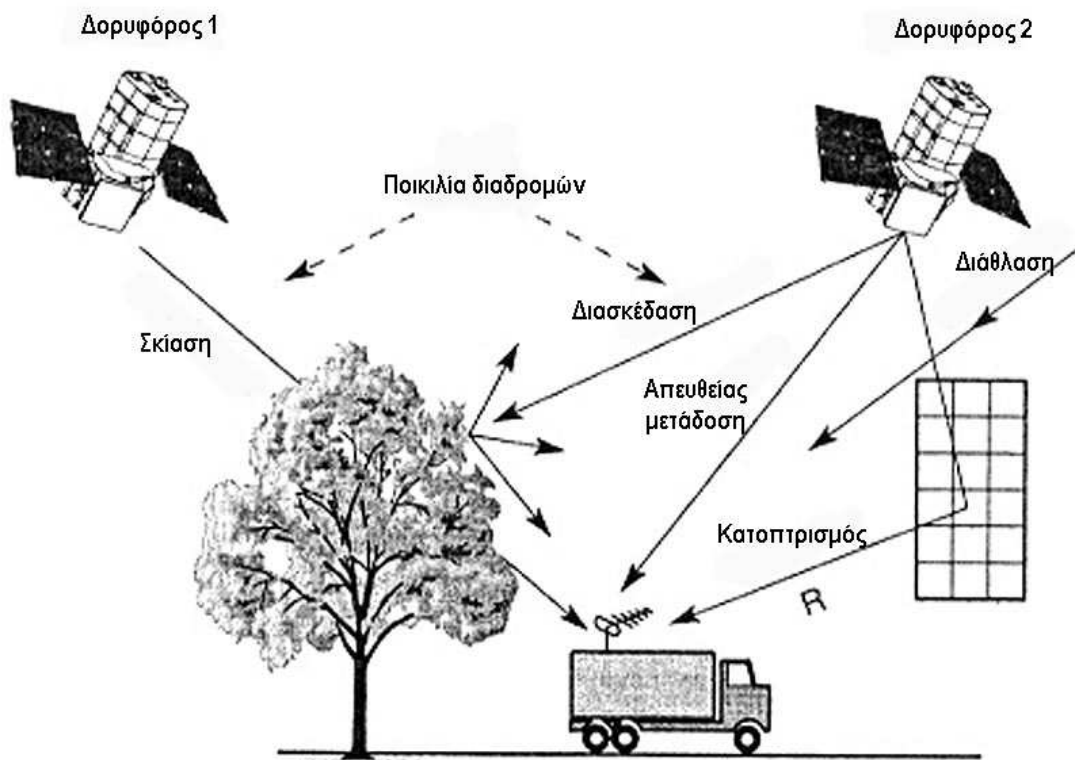 Δορυφόρος 1
Δορυφόρος 2
Ποικιλία διαδρομών
Διάθλαση
Διασκέδαση
Σκίαση
Απευθείας
μετάδοση
Κατοπτρισμός
R